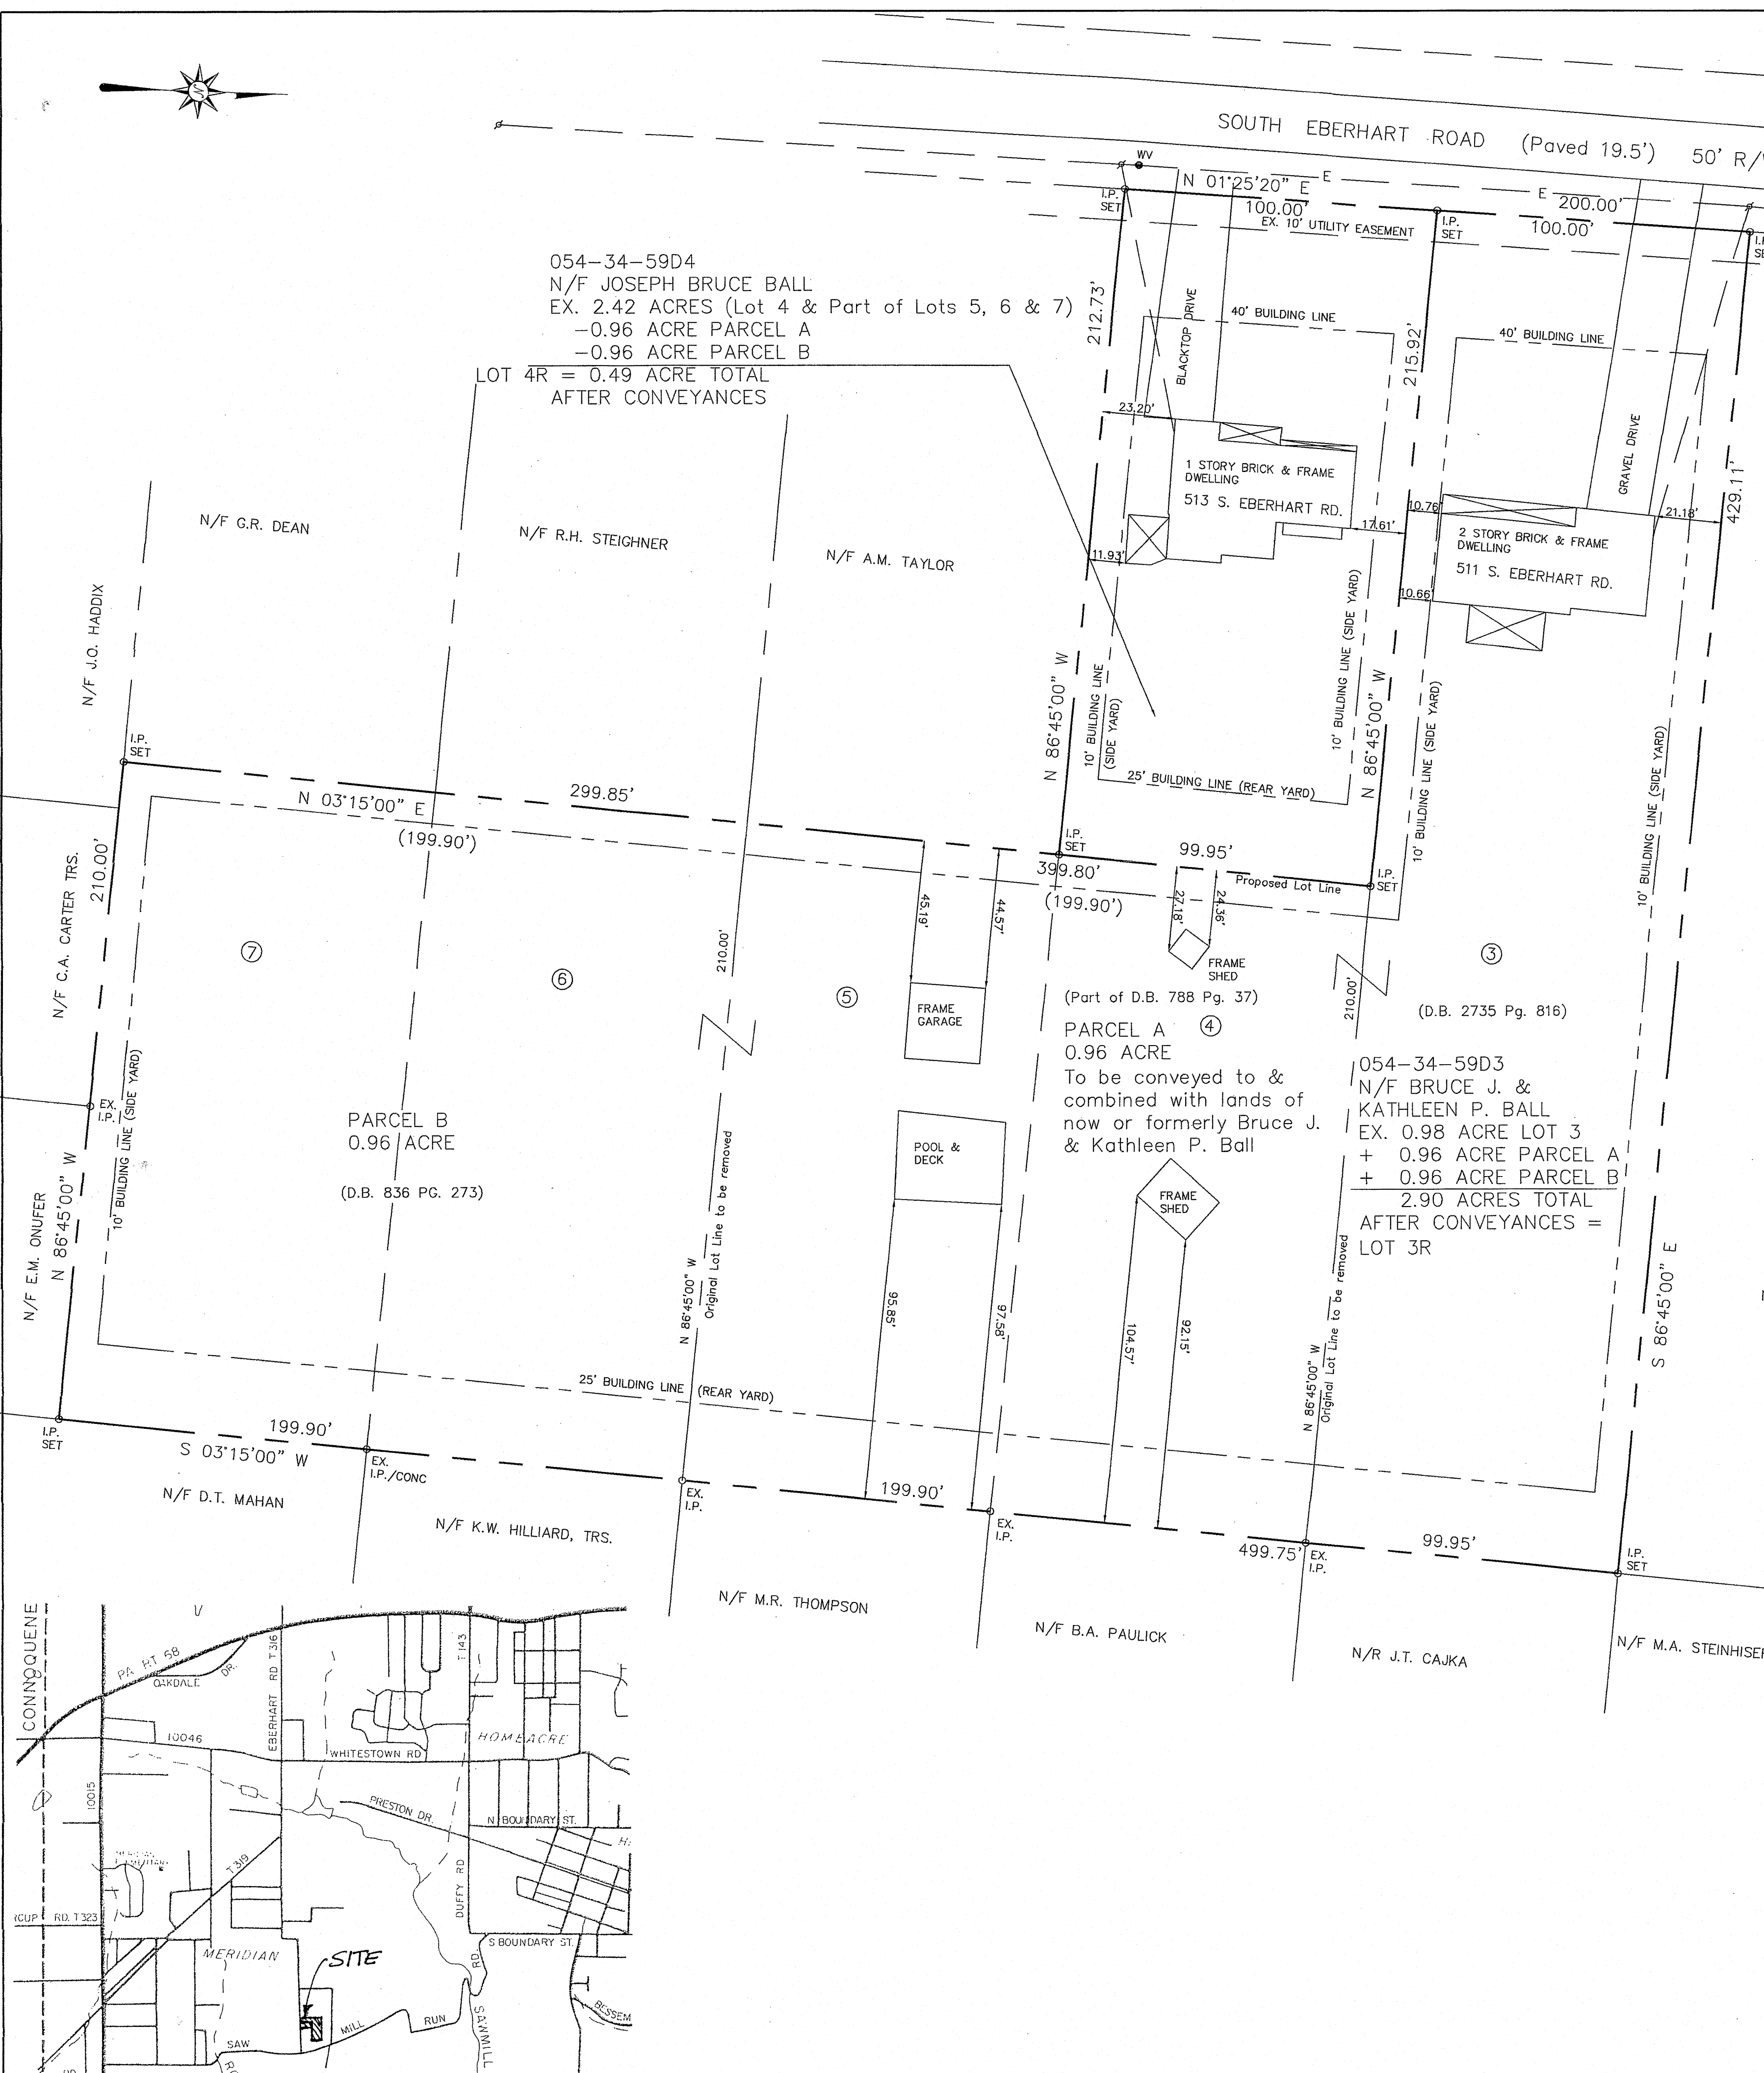 N
SOUTH EBERHART ROAD (Paved 19.5') 50' R/
WV
N 01°25'20" E
E
E
200.00'
I.P.
SET
100.00'
EX. 10' UTILITY EASEMENT
I.P.
SET
100.00'
054-34-59D4
N/F JOSEPH BRUCE BALL
EX. 2.42 ACRES (Lot 4 & Part of Lots 5, 6 & 7)
-0.96 ACRE PARCEL A
-0.96 ACRE PARCEL B
LOT 4R = 0.49 ACRE TOTAL
AFTER CONVEYANCES
212.73'
BLACKTOP DRIVE
40' BUILDING LINE
215.92'
40' BUILDING LINE
GRAVEL DRIVE
429.11'
23.20'
1 STORY BRICK & FRAME
DWELLING
513 S. EBERHART RD.
17.61'
11.93'
10.76'
2 STORY BRICK & FRAME
DWELLING
511 S. EBERHART RD.
21.18'
10.66'
N/F J.O. HADDIX
N/F G.R. DEAN
N/F R.H. STEIGHNER
N/F A.M. TAYLOR
N 86°45'00" W
10' BUILDING LINE
(SIDE YARD)
10' BUILDING LINE (SIDE YARD)
N 86°45'00" W
10' BUILDING LINE (SIDE YARD)
10' BUILDING LINE (SIDE YARD)
25' BUILDING LINE (REAR YARD)
I.P.
SET
N 03°15'00" E
299.85'
(199.90')
I.P.
SET
99.95'
399.80'
(199.90')
Proposed Lot Line
I.P.
SET
N/F C.A. CARTER TRS.
210.00'
45.19'
44.57'
27.18'
24.36'
7
6
5
210.00'
FRAME
GARAGE
FRAME
SHED
(Part of D.B. 788 Pg. 37)
210.00'
3
(D.B. 2735 Pg. 816)
PARCEL A
4
0.96 ACRE
To be conveyed to &
combined with lands of
now or formerly Bruce J.
& Kathleen P. Ball
054-34-59D3
N/F BRUCE J. &
KATHLEEN P. BALL
EX. 0.98 ACRE LOT 3
+ 0.96 ACRE PARCEL A
+ 0.96 ACRE PARCEL B
2.90 ACRES TOTAL
AFTER CONVEYANCES =
LOT 3R
EX.
I.P.
10' BUILDING LINE (SIDE YARD)
PARCEL B
0.96 ACRE
(D.B. 836 PG. 273)
POOL &
DECK
FRAME
SHED
N/F E.M. ONUFER
N 86°45'00" W
N 86°45'00" W
Original Lot Line to be removed
95.85'
97.58'
104.57'
92.15'
N 86°45'00" W
Original Lot Line to be removed
S 86°45'00" E
25' BUILDING LINE (REAR YARD)
I.P.
SET
199.90'
S 03°15'00" W
EX.
I.P./CONC
EX.
I.P.
199.90'
EX.
I.P.
499.75'
EX.
I.P.
99.95'
I.P.
SET
N/F D.T. MAHAN
N/F K.W. HILLIARD, TRS.
N/F M.R. THOMPSON
N/F B.A. PAULICK
N/R J.T. CAJKA
N/F M.A. STEINHISER
CONNOQUENE
PA RT 68
OAKDALE DR.
EBERHART RD T316
T 143
10046
HOMEACRE
WHITESTOWN RD
10015
PRESTON DR.
N BOUNDARY ST.
T319
DUFFY RD
RD. T323
MERIDIAN
SITE
S BOUNDARY ST.
RD.
SAW MILL RUN
SAWMILL
BESSEM